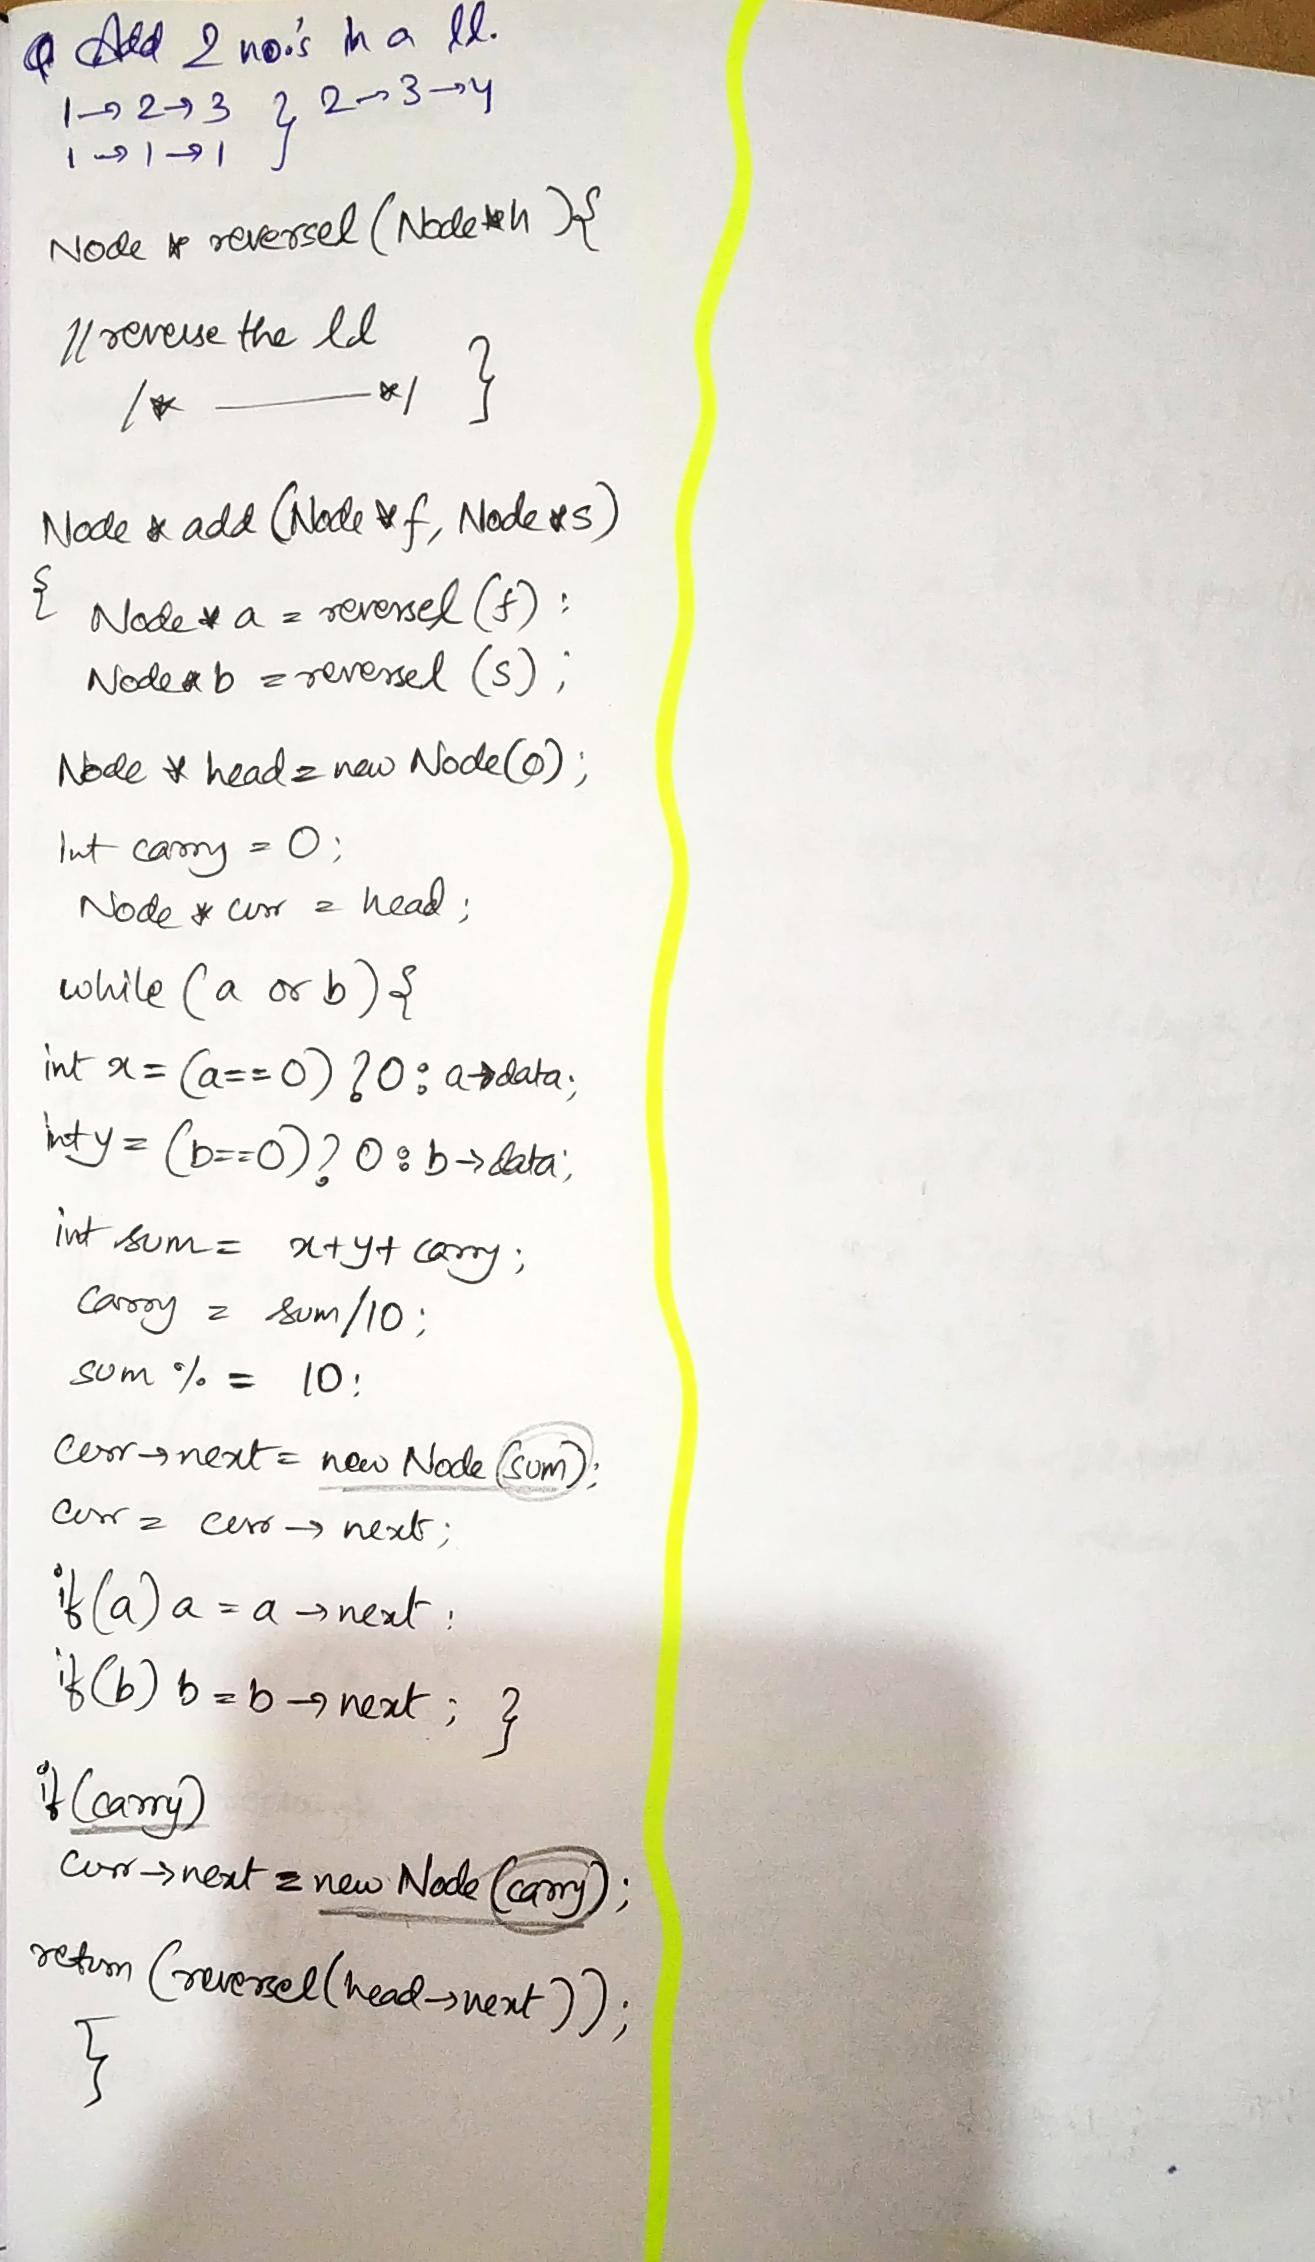 Q Add 2 no.'s in a ll.
1→2→3 } 2→3→4
1→1→1
Node * reversel (Node *h ){
// reverse the ll
/* —— */ }
Node * add (Node *f, Node *s)
{ Node * a = reversel (f) ;
Node * b = reversel (s) ;
Node * head = new Node(0) ;
int carry = 0 ;
Node * curr = head ;
while (a or b) {
int x = (a==0) ? 0 : a→data ;
int y = (b==0) ? 0 : b→data ;
int sum = x+y+ carry ;
carry = sum/10 ;
sum % = 10 ;
curr→next = new Node (sum) ;
curr = curr → next ;
if (a) a = a → next ;
if (b) b = b → next ; }
if (carry)
curr→next = new Node (carry) ;
return (reversel (head→next)) ;
}